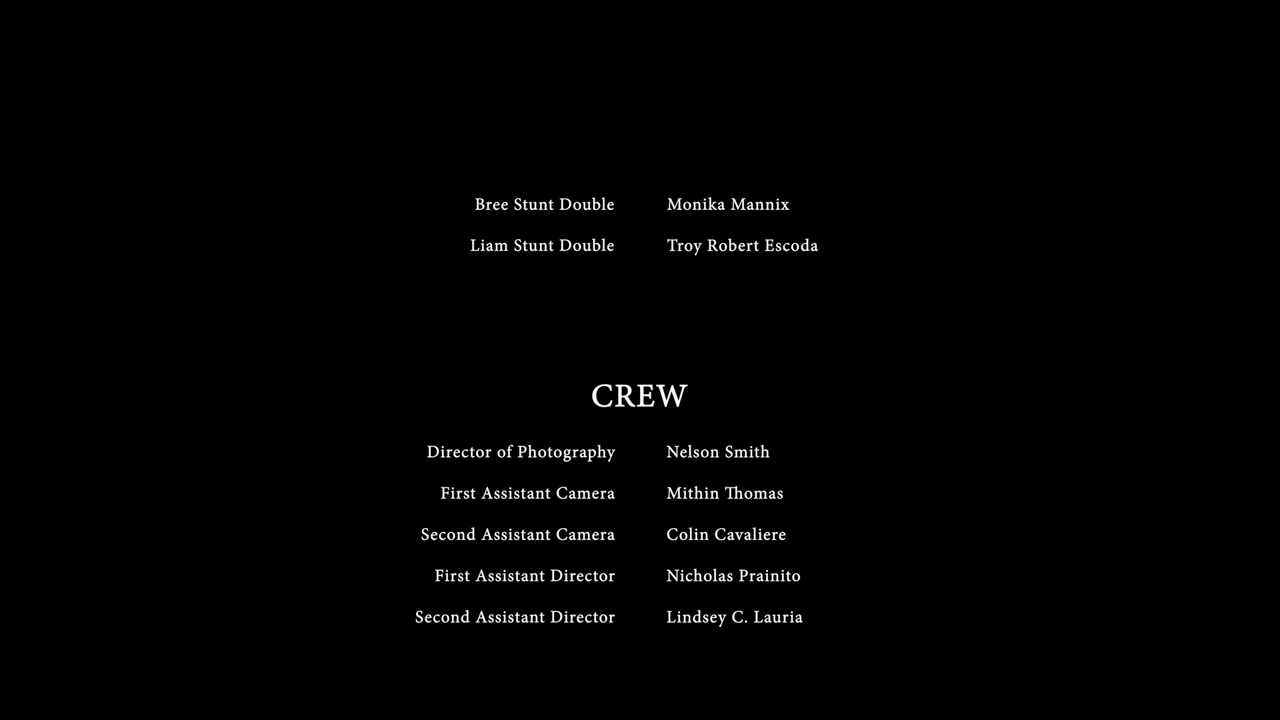 Bree Stunt Double Monika Mannix
Liam Stunt Double Troy Robert Escoda
CREW
Director of Photography Nelson Smith
First Assistant Camera Mithin Thomas
Second Assistant Camera Colin Cavaliere
First Assistant Director Nicholas Prainito
Second Assistant Director Lindsey C. Lauria